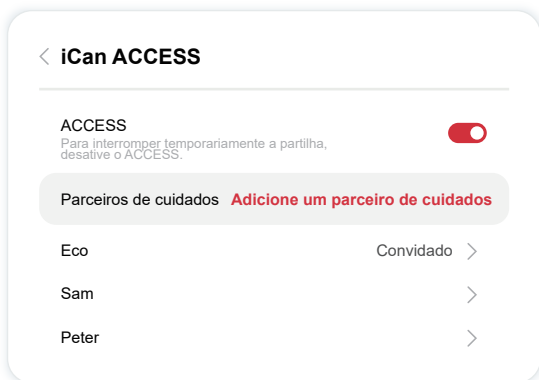 iCan ACCESS
ACCESS
Para interromper temporariamente a partilha,
desative o ACCESS.
Parceiros de cuidados Adicione um parceiro de cuidados
Eco Convidado
Sam
Peter